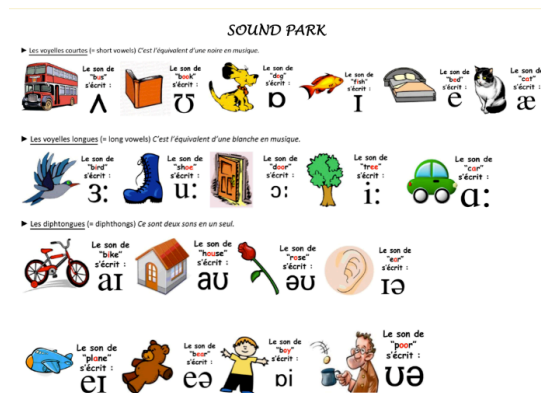 SOUND PARK
► Les voyelles courtes (= short vowels) C'est l'équivalent d'une noire en musique.
Le son de "bus" s'écrit : ʌ
Le son de "book" s'écrit : ʊ
Le son de "dog" s'écrit : ɒ
Le son de "fish" s'écrit : ɪ
Le son de "bed" s'écrit : e
Le son de "cat" s'écrit : æ
► Les voyelles longues (= long vowels) C'est l'équivalent d'une blanche en musique.
Le son de "bird" s'écrit : ɜː
Le son de "shoe" s'écrit : uː
Le son de "door" s'écrit : ɔː
Le son de "tree" s'écrit : iː
Le son de "car" s'écrit : ɑː
► Les diphtongues (= diphthongs) Ce sont deux sons en un seul.
Le son de "bike" s'écrit : aɪ
Le son de "house" s'écrit : aʊ
Le son de "rose" s'écrit : əʊ
Le son de "ear" s'écrit : ɪə
Le son de "plane" s'écrit : eɪ
Le son de "bear" s'écrit : eə
Le son de "boy" s'écrit : ɒi
Le son de "poor" s'écrit : ʊə